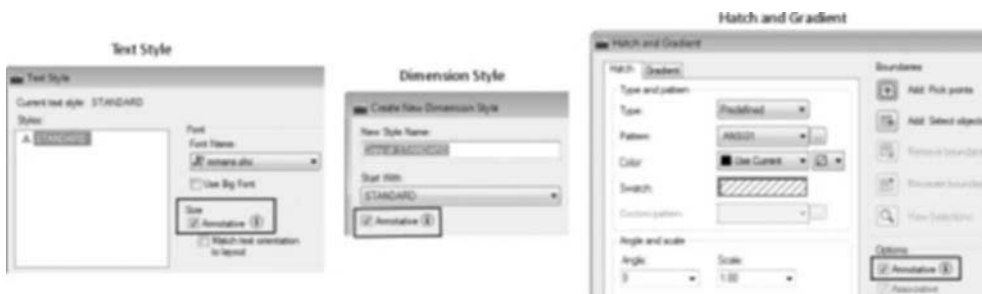 Text Style
Text Style
Current text style: STANDARD
Styles:
STANDARD
Font
Font Name:
romans.shx
Use Big Font
Size
Annotative
Match text orientation
to layout
Dimension Style
Create New Dimension Style
New Style Name:
Start With:
STANDARD
Annotative
Hatch and Gradient
Hatch and Gradient
Hatch Gradient
Type and pattern
Type: Predefined
Pattern: ANSI31 ...
Color Use Current
Swatch:
Custom pattern:
Angle and scale
Angle: Scale:
0 1.00
Boundaries
Add: Pick points
Add: Select objects
Remove boundaries
Recreate boundary
View Selections
Options
Annotative
Associative